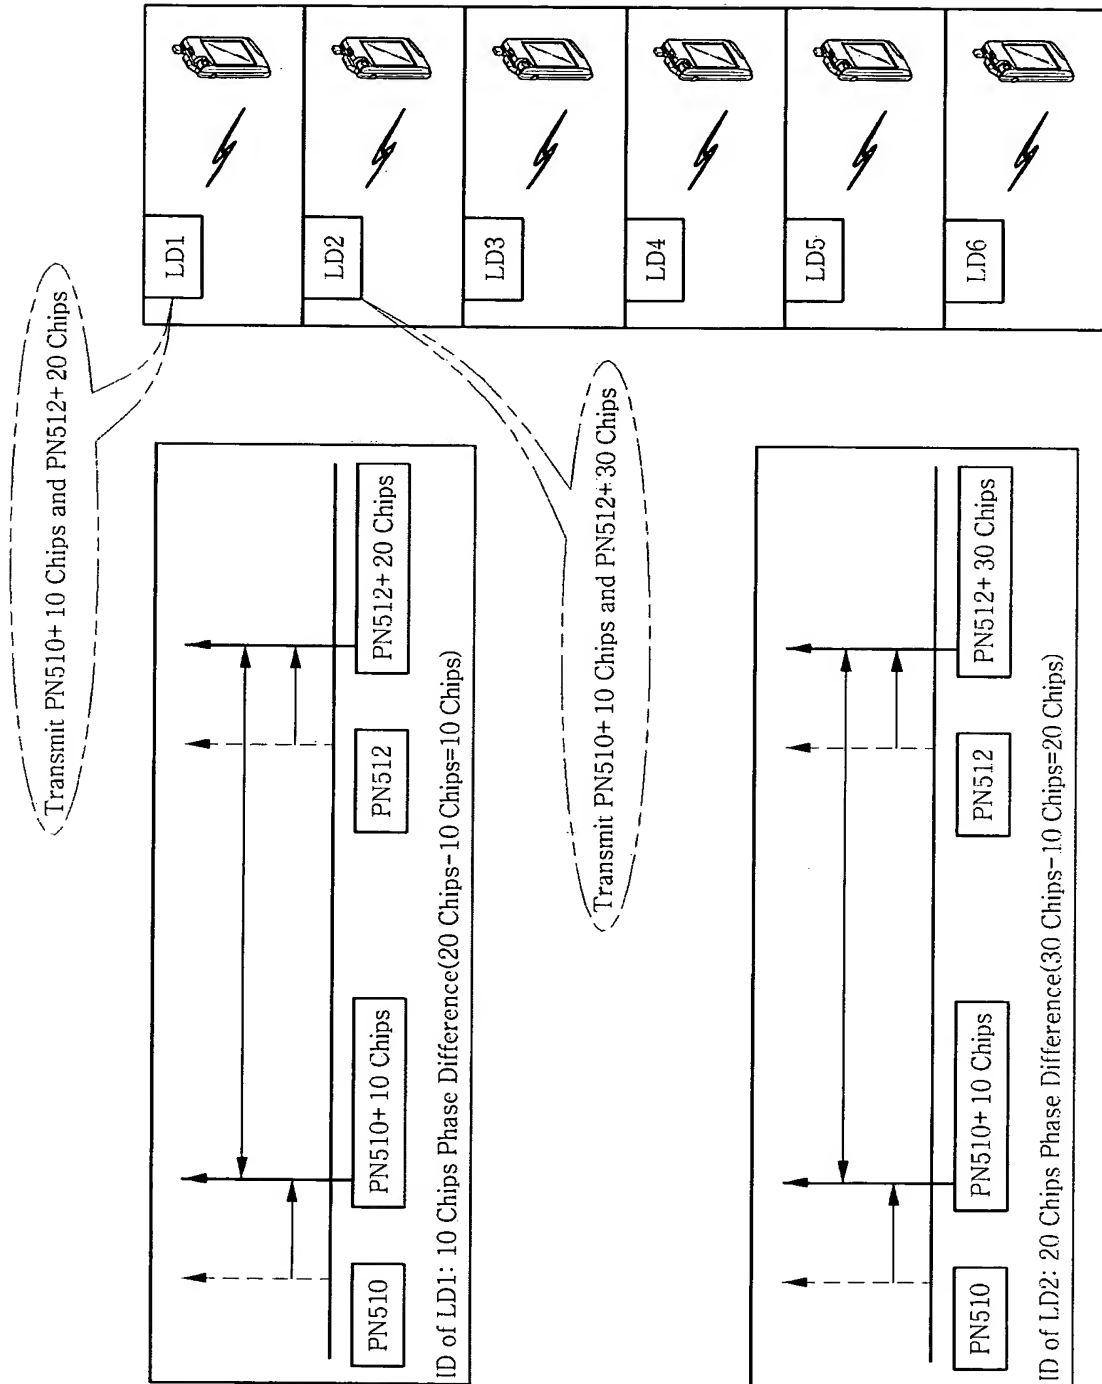 LD1
LD2
LD3
LD4
LD5
LD6
Transmit PN510+10 Chips and PN512+20 Chips
Transmit PN510+10 Chips and PN512+30 Chips
PN510
PN510+10 Chips
PN512
PN512+20 Chips
ID of LD1: 10 Chips Phase Difference(20 Chips-10 Chips=10 Chips)
PN510
PN510+10 Chips
PN512
PN512+30 Chips
ID of LD2: 20 Chips Phase Difference(30 Chips-10 Chips=20 Chips)